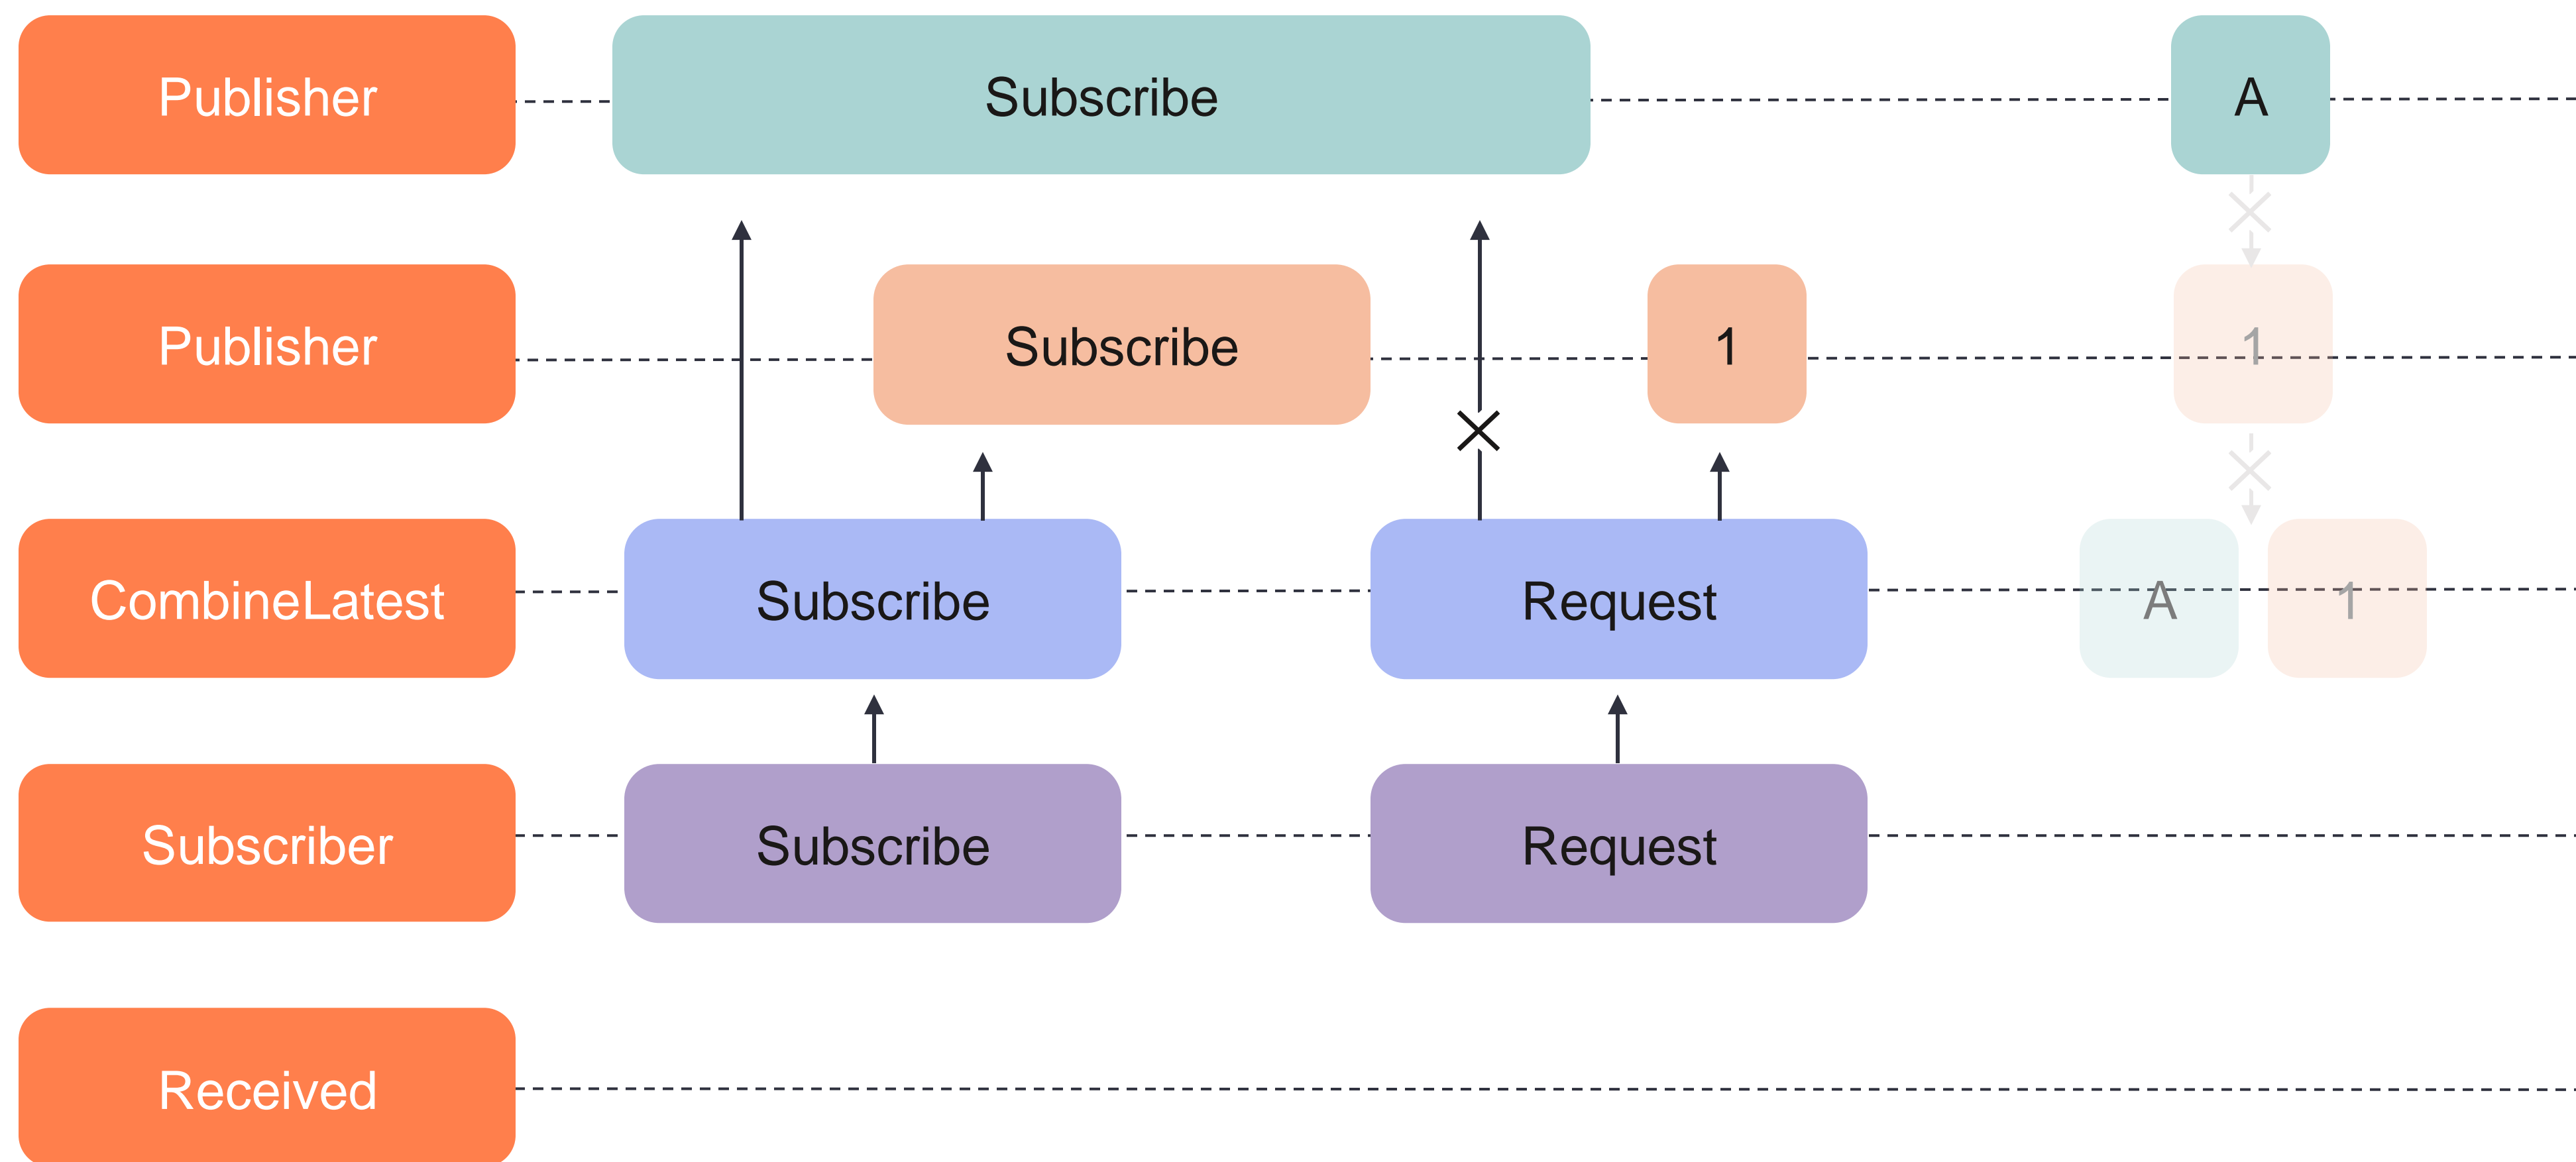 Publisher
Subscribe
A
Publisher
Subscribe
1
1
CombineLatest
Subscribe
Request
A
1
Subscriber
Subscribe
Request
Received